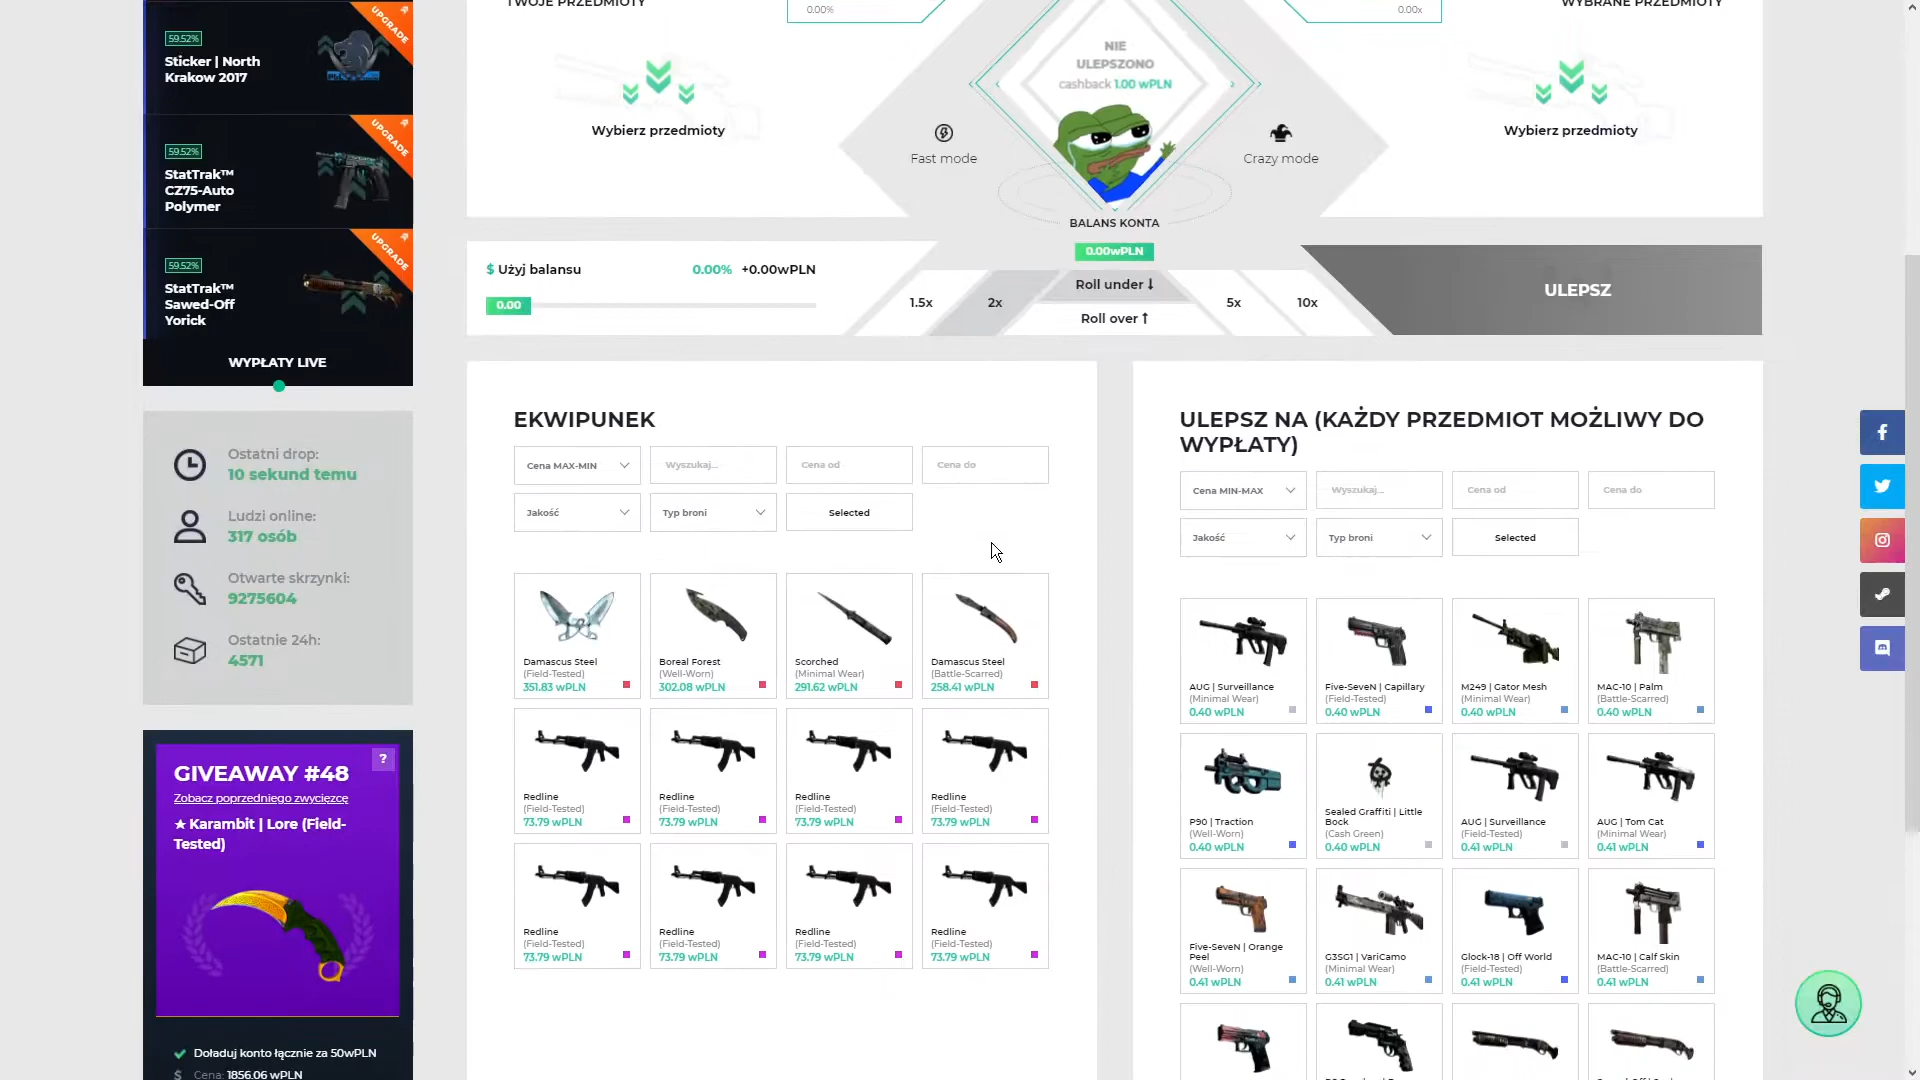 TWOJE PRZEDMIOTY
WYBRANE PRZEDMIOTY
0.00%
0.00x
59.52%
Sticker | North
Krakow 2017
UPGRADE
NIE
ULEPSZONO
cashback 1.00 wPLN
Wybierz przedmioty
Wybierz przedmioty
Fast mode
Crazy mode
59.52%
StatTrak™
CZ75-Auto
Polymer
UPGRADE
BALANS KONTA
0.00wPLN
59.52%
StatTrak™
Sawed-Off
Yorick
UPGRADE
$ Użyj balansu
0.00% +0.00wPLN
0.00
1.5x
2x
Roll under
Roll over
5x
10x
ULEPSZ
WYPŁATY LIVE
Ostatni drop:
10 sekund temu
Ludzi online:
317 osób
Otwarte skrzynki:
9275604
Ostatnie 24h:
4571
GIVEAWAY #48
?
Zobacz poprzedniego zwycięzcę
★ Karambit | Lore (Field-
Tested)
Doładuj konto łącznie za 50wPLN
$ Cena: 1856.06 wPLN
EKWIPUNEK
Cena MAX-MIN
Wyszukaj...
Cena od
Cena do
Jakość
Typ broni
Selected
Damascus Steel
(Field-Tested)
351.83 wPLN
Boreal Forest
(Well-Worn)
302.08 wPLN
Scorched
(Minimal Wear)
291.62 wPLN
Damascus Steel
(Battle-Scarred)
258.41 wPLN
Redline
(Field-Tested)
73.79 wPLN
Redline
(Field-Tested)
73.79 wPLN
Redline
(Field-Tested)
73.79 wPLN
Redline
(Field-Tested)
73.79 wPLN
Redline
(Field-Tested)
73.79 wPLN
Redline
(Field-Tested)
73.79 wPLN
Redline
(Field-Tested)
73.79 wPLN
Redline
(Field-Tested)
73.79 wPLN
ULEPSZ NA (KAŻDY PRZEDMIOT MOŻLIWY DO
WYPŁATY)
Cena MIN-MAX
Wyszukaj...
Cena od
Cena do
Jakość
Typ broni
Selected
AUG | Surveillance
(Minimal Wear)
0.40 wPLN
Five-SeveN | Capillary
(Field-Tested)
0.40 wPLN
M249 | Gator Mesh
(Minimal Wear)
0.40 wPLN
MAC-10 | Palm
(Battle-Scarred)
0.40 wPLN
P90 | Traction
(Well-Worn)
0.40 wPLN
Sealed Graffiti | Little
Bock
(Cash Green)
0.40 wPLN
AUG | Surveillance
(Field-Tested)
0.41 wPLN
AUG | Tom Cat
(Minimal Wear)
0.41 wPLN
Five-SeveN | Orange
Peel
(Well-Worn)
0.41 wPLN
G3SG1 | VariCamo
(Minimal Wear)
0.41 wPLN
Glock-18 | Off World
(Field-Tested)
0.41 wPLN
MAC-10 | Calf Skin
(Battle-Scarred)
0.41 wPLN